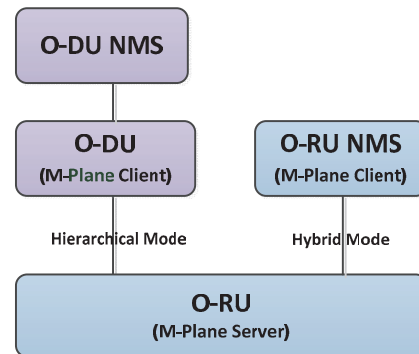 O-DU NMS
O-DU
(M-Plane Client)
O-RU NMS
(M-Plane Client)
Hierarchical Mode
Hybrid Mode
O-RU
(M-Plane Server)